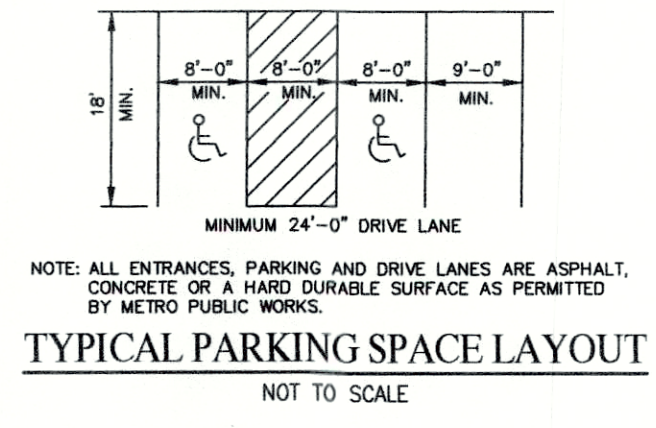 8'-0" 8'-0" 8'-0" 9'-0"
MIN. MIN. MIN. MIN.
18'
MIN.
MINIMUM 24'-0" DRIVE LANE
NOTE: ALL ENTRANCES, PARKING AND DRIVE LANES ARE ASPHALT,
CONCRETE OR A HARD DURABLE SURFACE AS PERMITTED
BY METRO PUBLIC WORKS.
TYPICAL PARKING SPACE LAYOUT
NOT TO SCALE